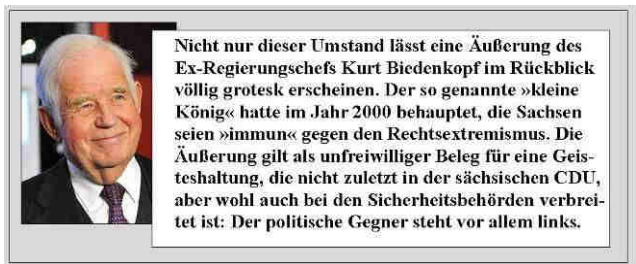 Nicht nur dieser Umstand lässt eine Äußerung des
Ex-Regierungschefs Kurt Biedenkopf im Rückblick
völlig grotesk erscheinen. Der so genannte »kleine
König« hatte im Jahr 2000 behauptet, die Sachsen
seien »immun« gegen den Rechtsextremismus. Die
Äußerung gilt als unfreiwilliger Beleg für eine Geis-
teshaltung, die nicht zuletzt in der sächsischen CDU,
aber wohl auch bei den Sicherheitsbehörden verbrei-
tet ist: Der politische Gegner steht vor allem links.